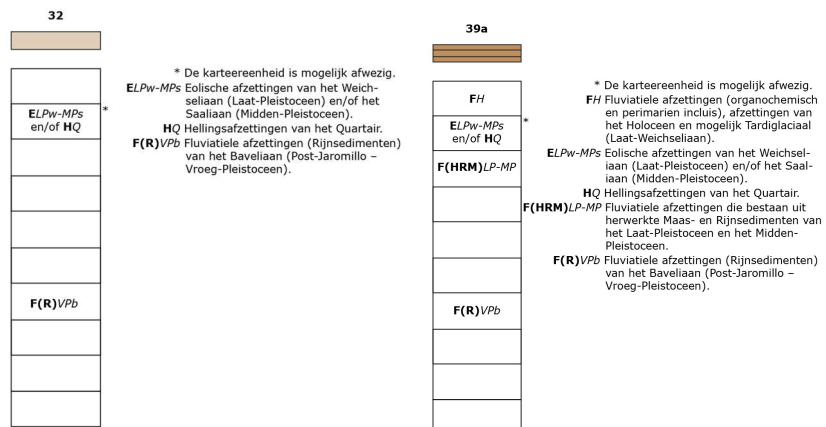 32
* De karteereenheid is mogelijk afwezig.
ELPw-MPs Eolische afzettingen van het Weich-
seliaan (Laat-Pleistoceen) en/of het
Saaliaan (Midden-Pleistoceen).
HQ Hellingsafzettingen van het Quartair.
F(R)VPb Fluviatiele afzettingen (Rijnsedimenten)
van het Baveliaan (Post-Jaromillo –
Vroeg-Pleistoceen).
ELPw-MPs *
en/of HQ
F(R)VPb
39a
* De karteereenheid is mogelijk afwezig.
FH Fluviatiele afzettingen (organochemisch
en perimarien incluis), afzettingen van
het Holoceen en mogelijk Tardiglaciaal
(Laat-Weichseliaan).
ELPw-MPs Eolische afzettingen van het Weichsel-
iaan (Laat-Pleistoceen) en/of het Saal-
iaan (Midden-Pleistoceen).
HQ Hellingsafzettingen van het Quartair.
F(HRM)LP-MP Fluviatiele afzettingen die bestaan uit
herwerkte Maas- en Rijnsedimenten van
het Laat-Pleistoceen en het Midden-
Pleistoceen.
F(R)VPb Fluviatiele afzettingen (Rijnsedimenten)
van het Baveliaan (Post-Jaromillo –
Vroeg-Pleistoceen).
FH
ELPw-MPs *
en/of HQ
F(HRM)LP-MP
F(R)VPb